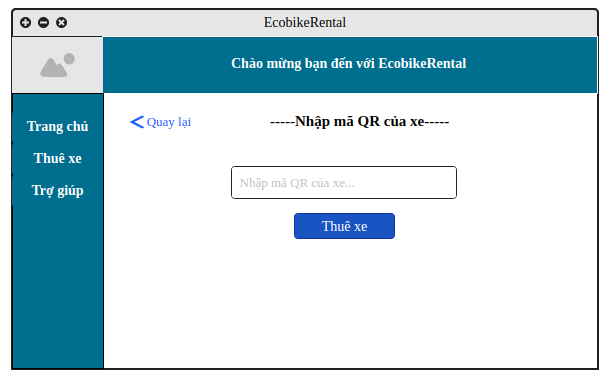 EcobikeRental
Chào mừng bạn đến với EcobikeRental
Trang chủ
Thuê xe
Trợ giúp
Quay lại
-----Nhập mã QR của xe-----
Nhập mã QR của xe...
Thuê xe